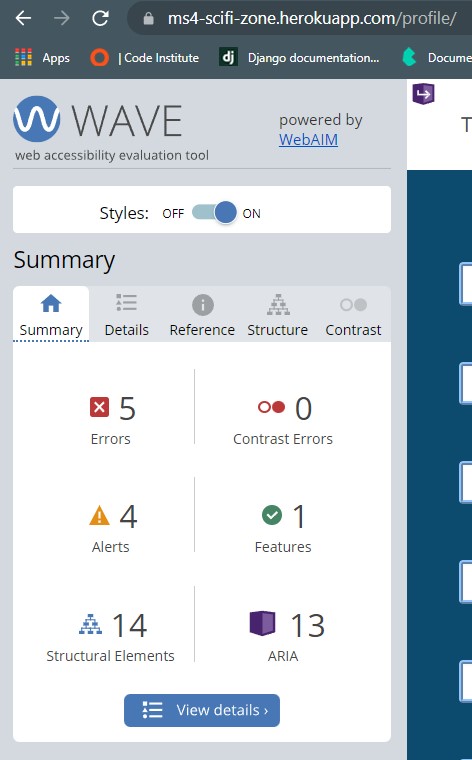 ms4-scifi-zone.herokuapp.com/profile/
Apps
| Code Institute
dj
Django documentation...
Docume
WAVE
powered by
WebAIM
web accessibility evaluation tool
T
Styles: OFF ON
Summary
Summary
Details
Reference
Structure
Contrast
5
Errors
0
Contrast Errors
4
Alerts
1
Features
14
Structural Elements
13
ARIA
View details ›